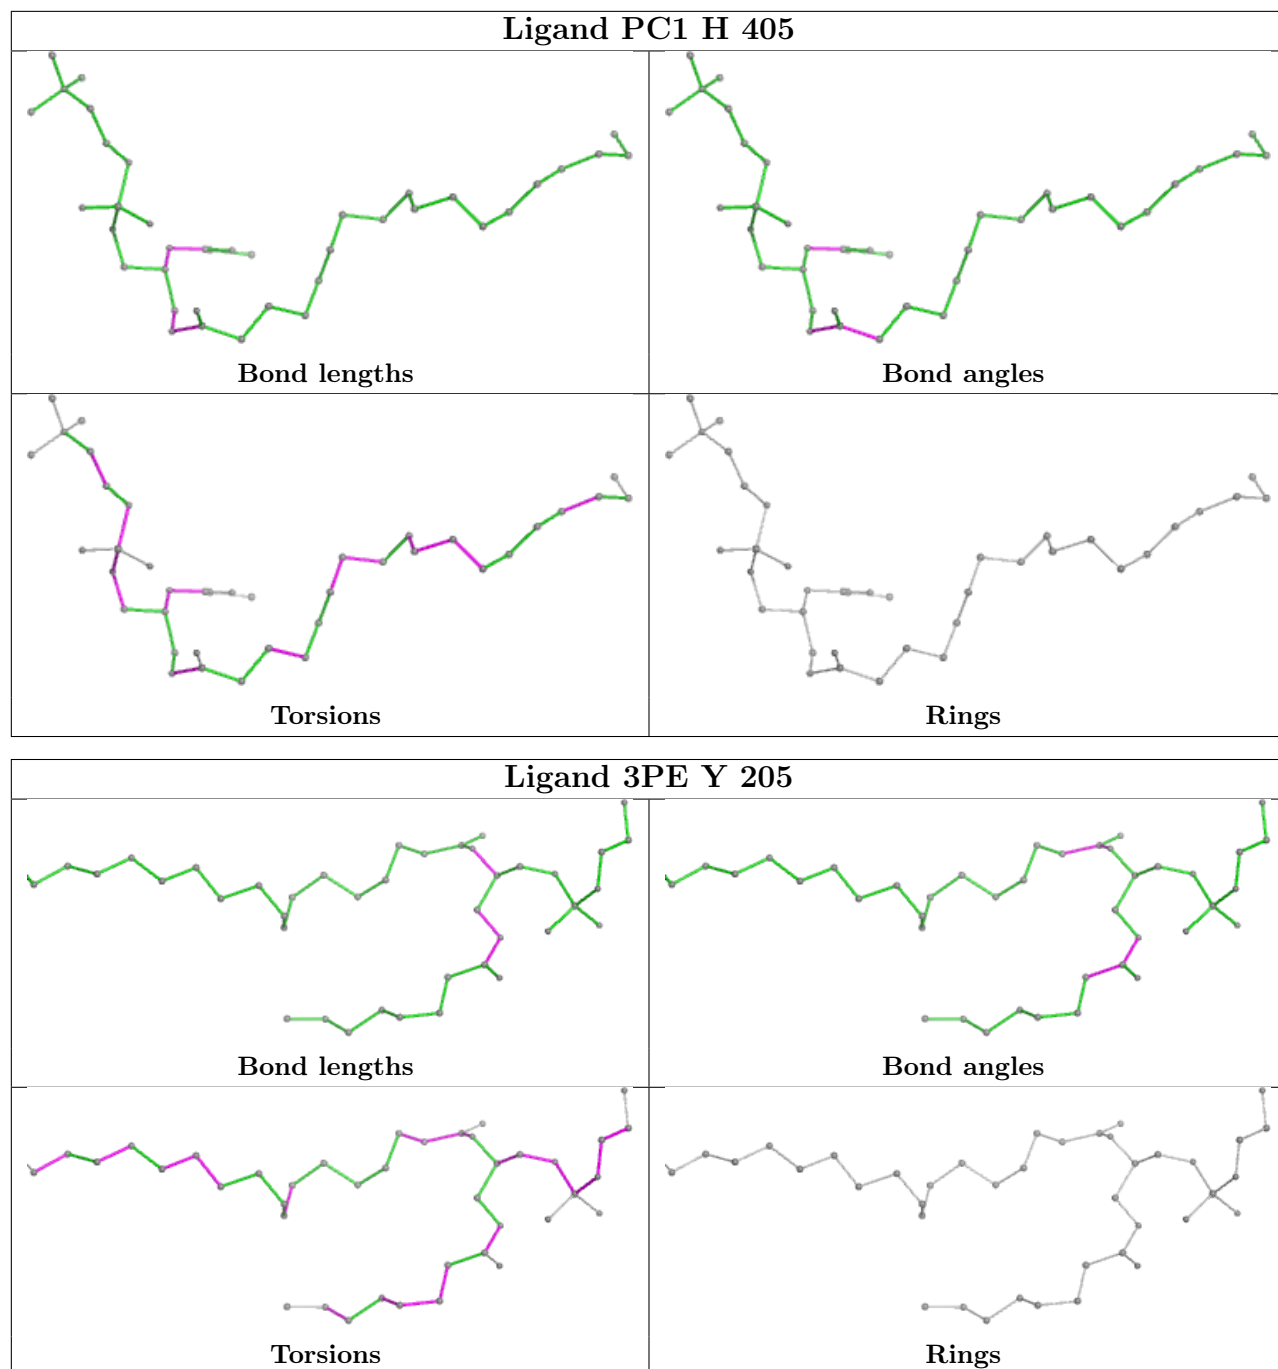 Ligand PC1 H 405
Bond lengths
Bond angles
Torsions
Rings
Ligand 3PE Y 205
Bond lengths
Bond angles
Torsions
Rings